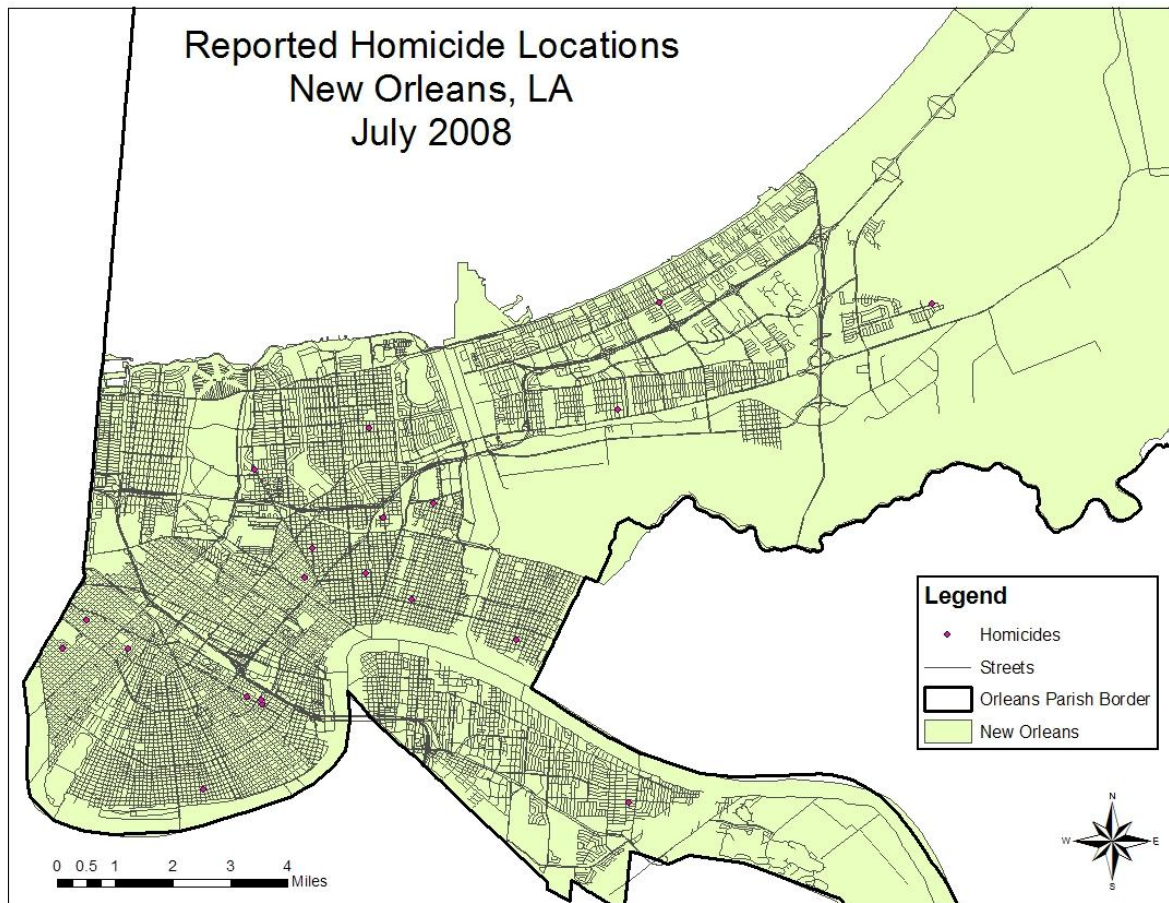 Reported Homicide Locations
New Orleans, LA
July 2008
Legend
Homicides
Streets
Orleans Parish Border
New Orleans
N
W E
S
0 0.5 1 2 3 4
Miles